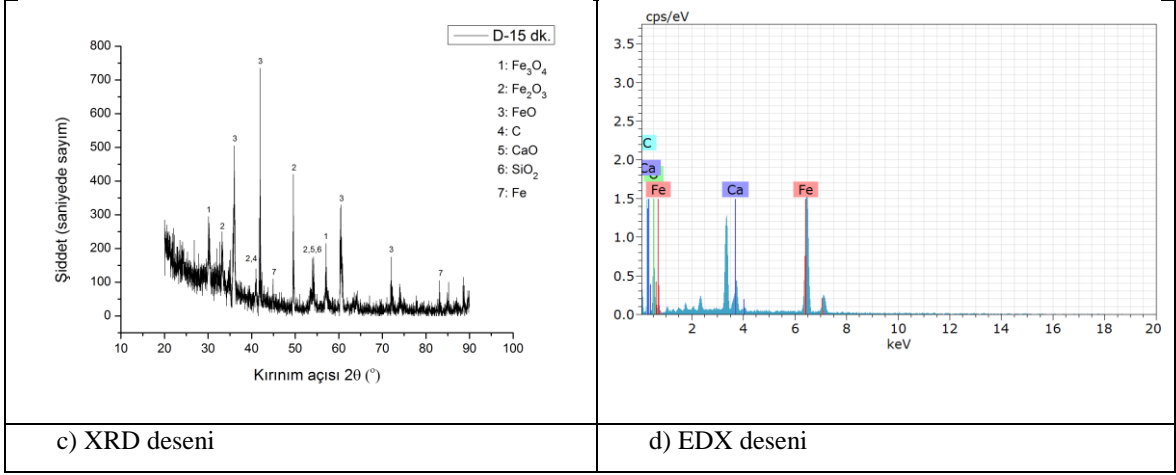 D-15 dk.
1: Fe₃O₄
2: Fe₂O₃
3: FeO
4: C
5: CaO
6: SiO₂
7: Fe
Şiddet (saniyede sayım)
800
700
600
500
400
300
200
100
0
1
2
3
2,4
3
7
2
2,5,6
1
3
3
7
10 20 30 40 50 60 70 80 90 100
Kırınım açısı 2θ (°)
cps/eV
3.5
3.0
2.5
2.0
1.5
1.0
0.5
0.0
C
Ca
Fe
Ca
Fe
2 4 6 8 10 12 14 16 18 20
keV
c) XRD deseni
d) EDX deseni